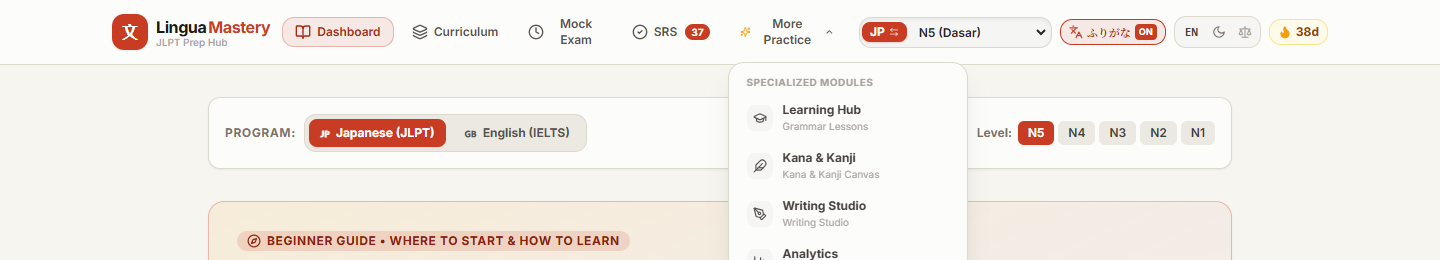 文 LinguaMastery
JLPT Prep Hub
Dashboard
Curriculum
Mock
Exam
SRS 37
More
Practice
JP N5 (Dasar)
ふりがな ON
EN
38d
PROGRAM: JP Japanese (JLPT) GB English (IELTS)
Level: N5 N4 N3 N2 N1
SPECIALIZED MODULES
Learning Hub
Grammar Lessons
Kana & Kanji
Kana & Kanji Canvas
Writing Studio
Writing Studio
Analytics
BEGINNER GUIDE • WHERE TO START & HOW TO LEARN